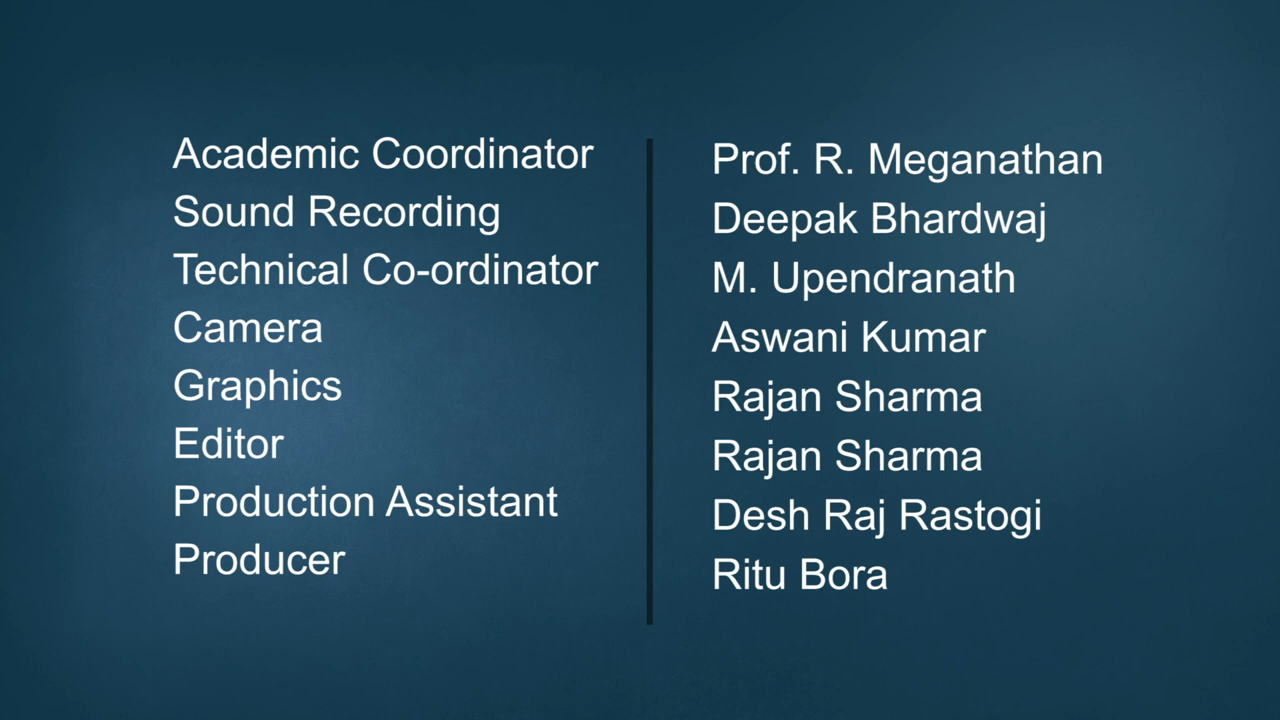 Academic Coordinator
Sound Recording
Technical Co-ordinator
Camera
Graphics
Editor
Production Assistant
Producer
Prof. R. Meganathan
Deepak Bhardwaj
M. Upendranath
Aswani Kumar
Rajan Sharma
Rajan Sharma
Desh Raj Rastogi
Ritu Bora